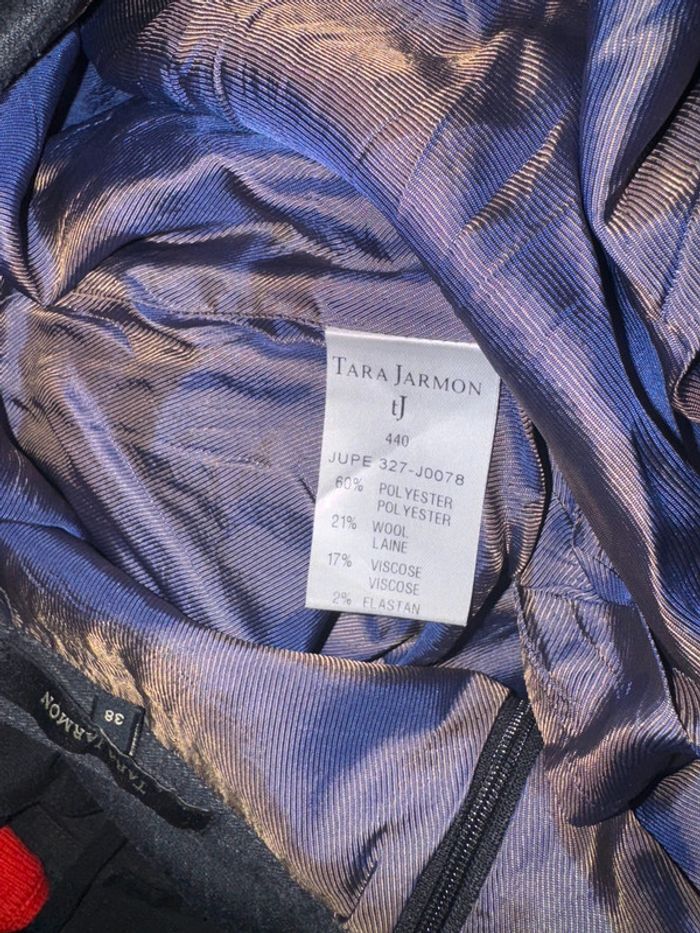 TARA JARMON
tJ
440
JUPE 327-J0078
60% POLYESTER
POLYESTER
21% WOOL
LAINE
17% VISCOSE
VISCOSE
2% ELASTAN
38
TARA JARMON